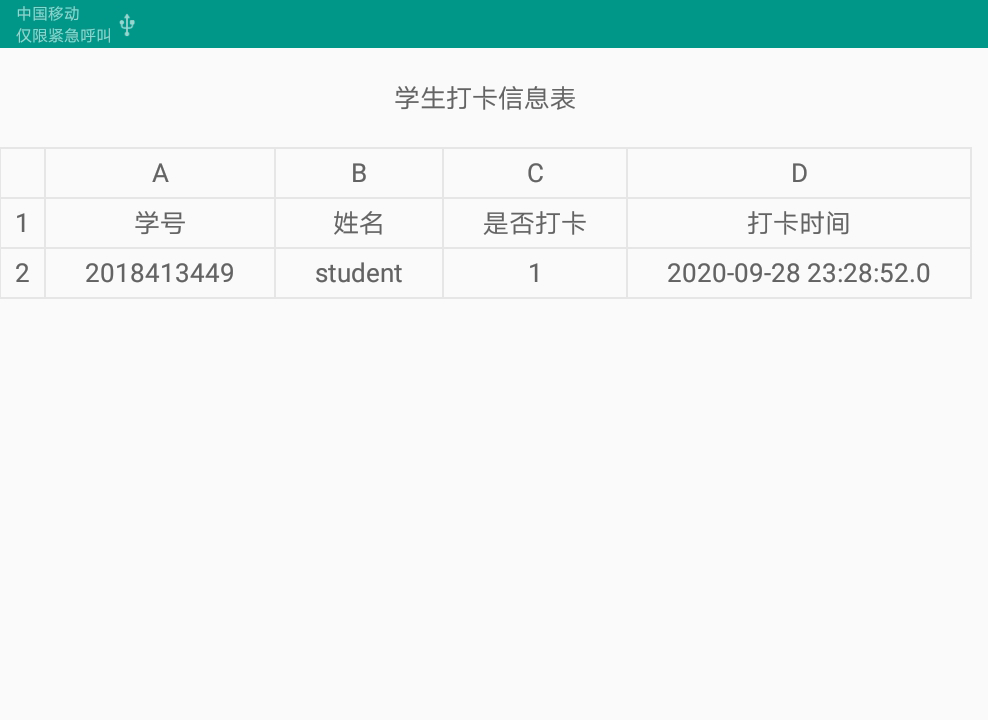 中国移动
仅限紧急呼叫
学生打卡信息表
A B C D
1 学号 姓名 是否打卡 打卡时间
2 2018413449 student 1 2020-09-28 23:28:52.0